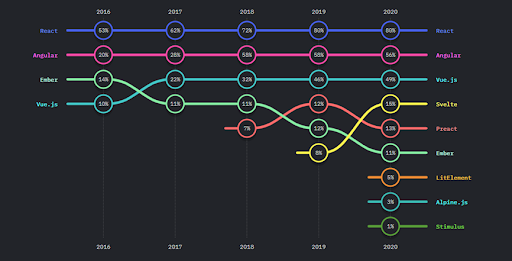 2016 2017 2018 2019 2020
React 53% 62% 72% 80% 80% React
Angular 20% 28% 58% 58% 56% Angular
Ember 14% 22% 32% 46% 49% Vue.js
Vue.js 10% 11% 11% 12% 15% Svelte
7% 12% 13% Preact
8% 11% Ember
5% LitElement
3% Alpine.js
1% Stimulus
2016 2017 2018 2019 2020